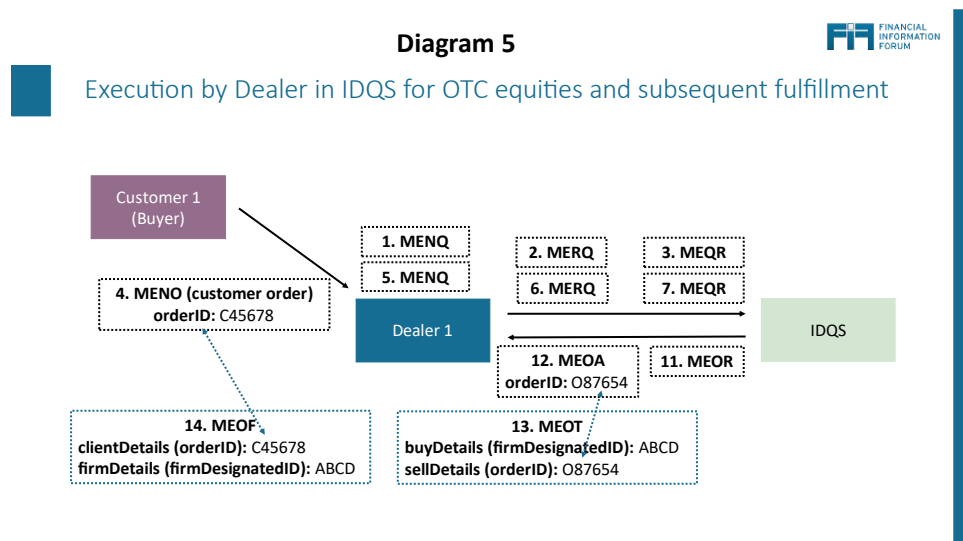 Diagram 5
FIF FINANCIAL
INFORMATION
FORUM
Execution by Dealer in IDQS for OTC equities and subsequent fulfillment
Customer 1
(Buyer)
1. MENQ
5. MENQ
2. MERQ
6. MERQ
3. MEQR
7. MEQR
4. MENO (customer order)
orderID: C45678
Dealer 1
IDQS
12. MEOA
orderID: O87654
11. MEOR
14. MEOF
clientDetails (orderID): C45678
firmDetails (firmDesignatedID): ABCD
13. MEOT
buyDetails (firmDesignatedID): ABCD
sellDetails (orderID): O87654